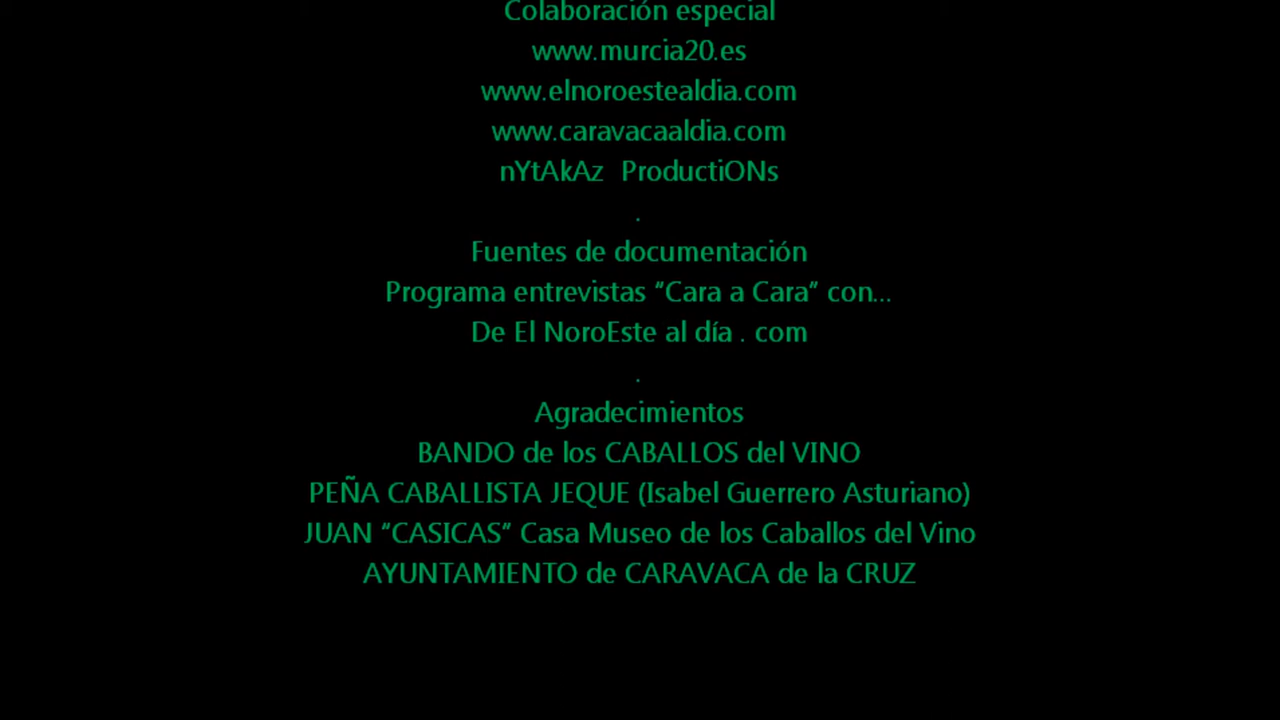 Colaboración especial
www.murcia20.es
www.elnoroestealdia.com
www.caravacaaldia.com
nYtAkAz  ProductiONs
.
Fuentes de documentación
Programa entrevistas “Cara a Cara” con...
De El NoroEste al día . com
.
Agradecimientos
BANDO de los CABALLOS del VINO
PEÑA CABALLISTA JEQUE (Isabel Guerrero Asturiano)
JUAN “CASICAS” Casa Museo de los Caballos del Vino
AYUNTAMIENTO de CARAVACA de la CRUZ